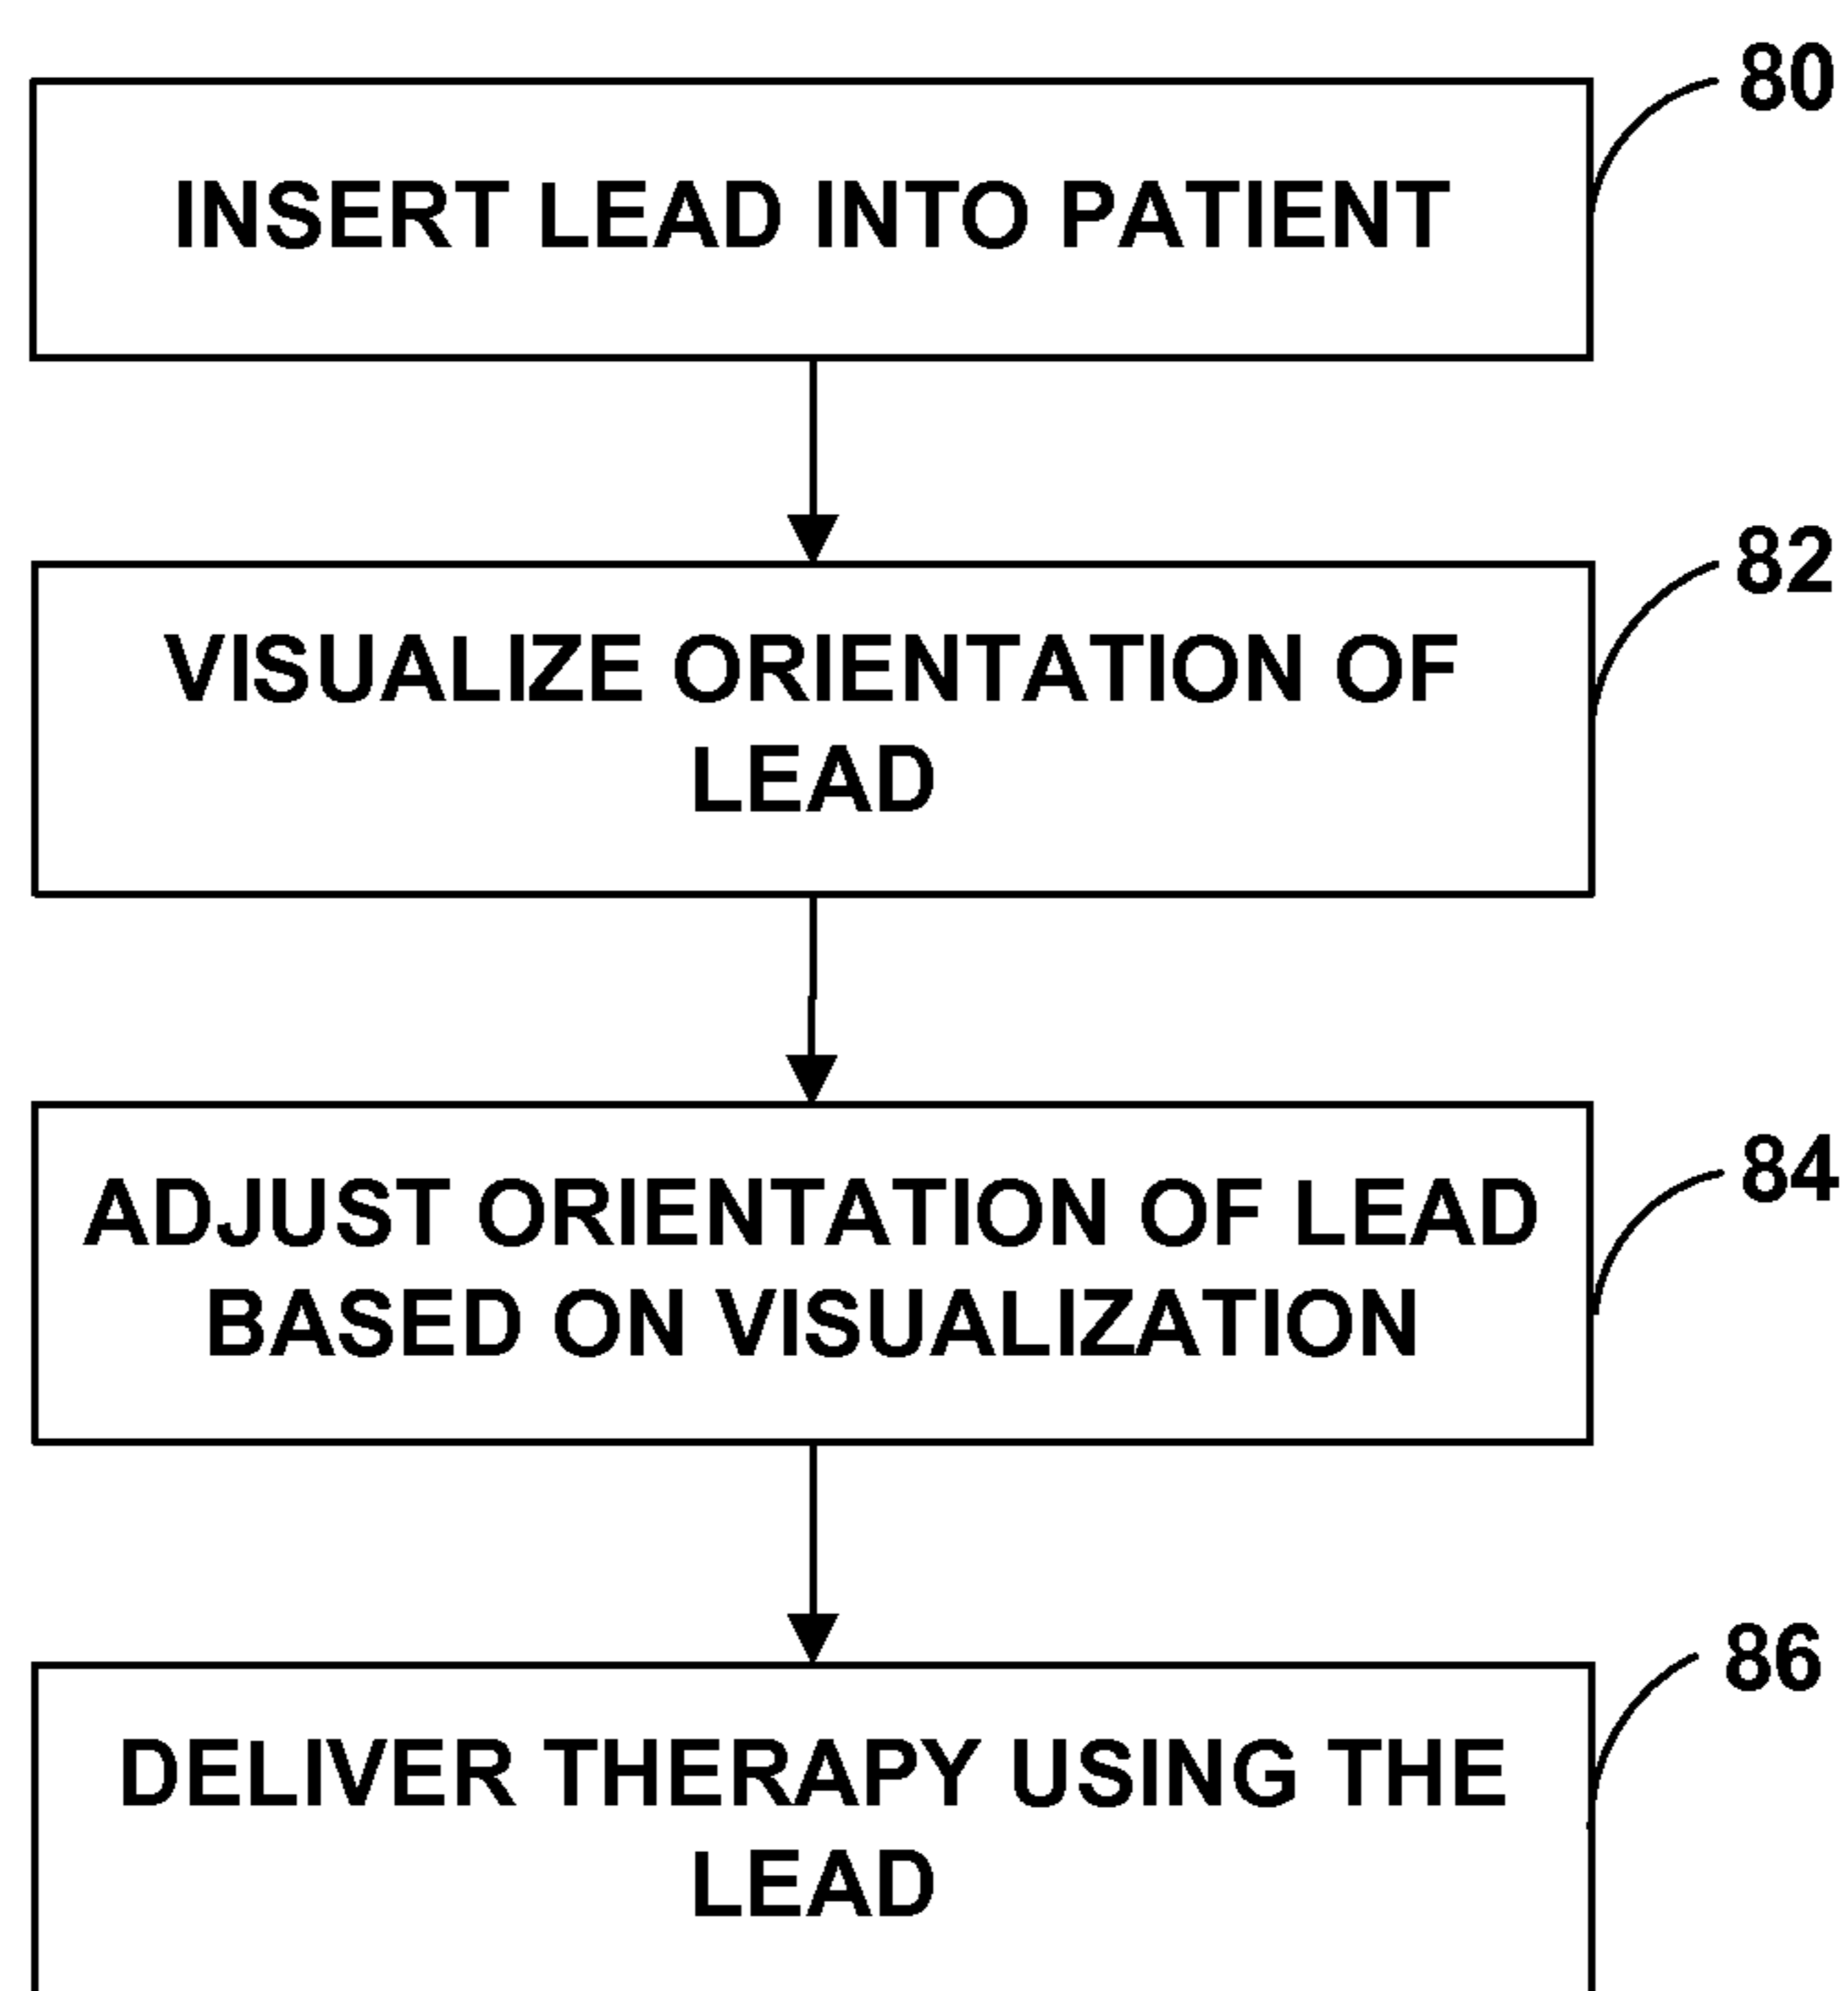 80
INSERT LEAD INTO PATIENT
82
VISUALIZE ORIENTATION OF
LEAD
84
ADJUST ORIENTATION OF LEAD
BASED ON VISUALIZATION
86
DELIVER THERAPY USING THE
LEAD